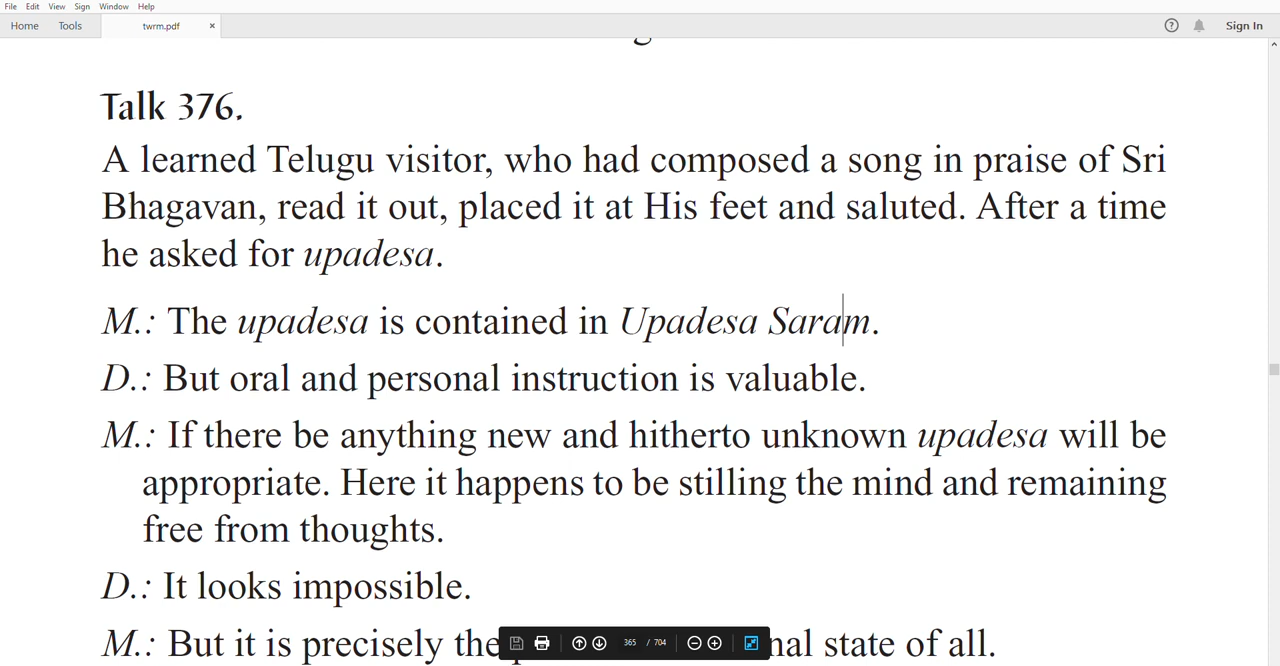 File Edit View Sign Window Help
Home Tools twrm.pdf × ? Sign In
Talk 376.
A learned Telugu visitor, who had composed a song in praise of Sri
Bhagavan, read it out, placed it at His feet and saluted. After a time
he asked for upadesa.
M.: The upadesa is contained in Upadesa Saram.
D.: But oral and personal instruction is valuable.
M.: If there be anything new and hitherto unknown upadesa will be
appropriate. Here it happens to be stilling the mind and remaining
free from thoughts.
D.: It looks impossible.
M.: But it is precisely the nal state of all.
365 / 704